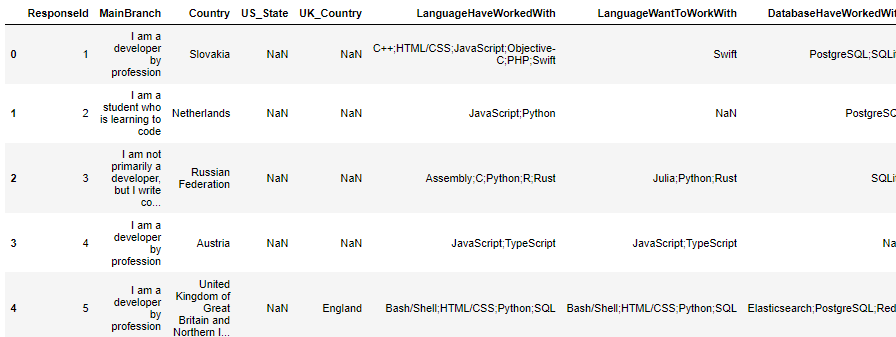 ResponseId MainBranch Country US_State UK_Country LanguageHaveWorkedWith LanguageWantToWorkWith DatabaseHaveWorkedWi
I am a
developer
by
profession
0 1 Slovakia NaN NaN C++;HTML/CSS;JavaScript;Objective-
C;PHP;Swift Swift PostgreSQL;SQLi
I am a
student who
is learning to
code
1 2 Netherlands NaN NaN JavaScript;Python NaN PostgreSQ
I am not
primarily a
developer,
but I write
co...
2 3 Russian
Federation NaN NaN Assembly;C;Python;R;Rust Julia;Python;Rust SQLi
I am a
developer
by
profession
3 4 Austria NaN NaN JavaScript;TypeScript JavaScript;TypeScript Na
I am a
developer
by
profession
4 5 United
Kingdom of
Great
Britain and
Northern I... NaN England Bash/Shell;HTML/CSS;Python;SQL Bash/Shell;HTML/CSS;Python;SQL Elasticsearch;PostgreSQL;Red